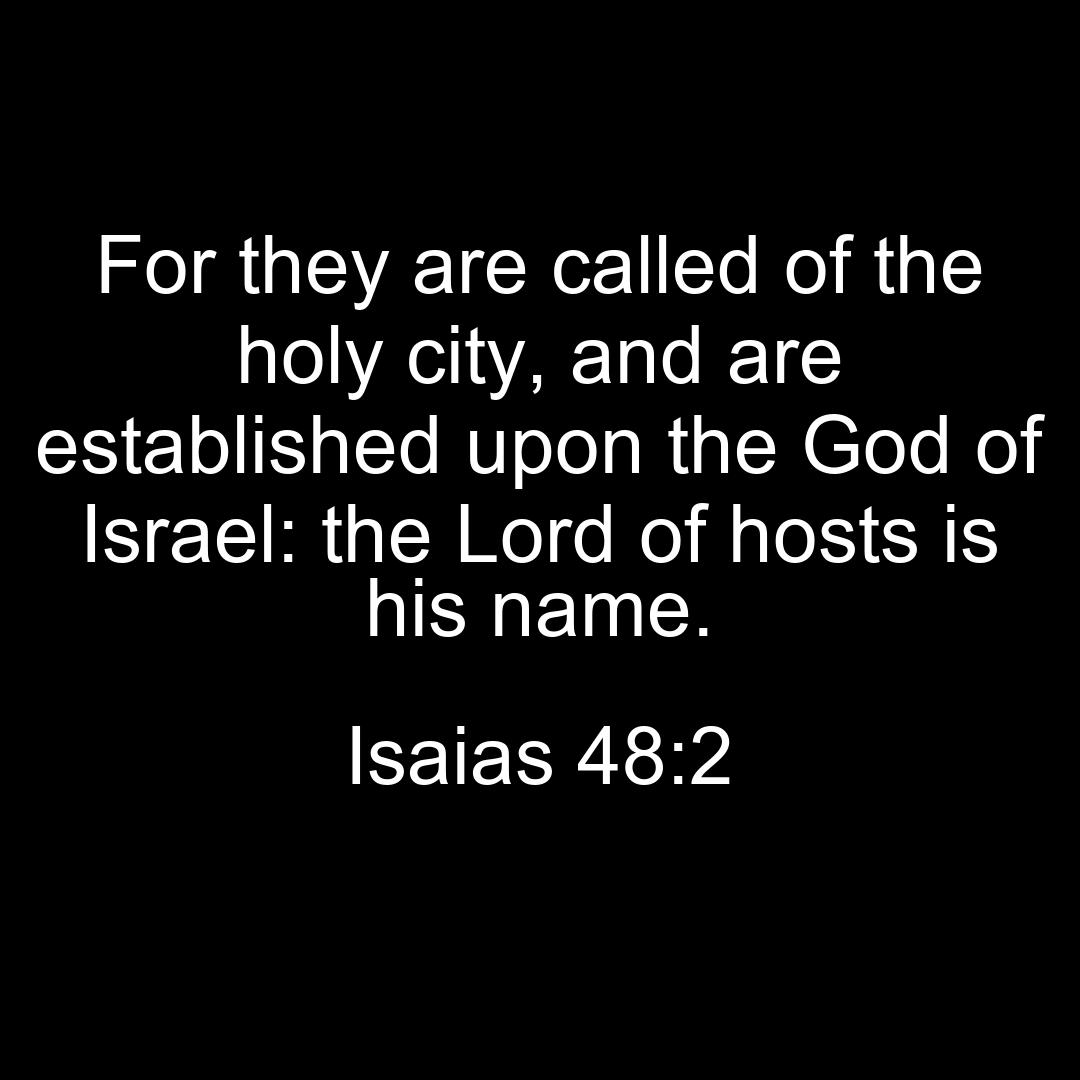 For they are called of the
holy city, and are
established upon the God of
Israel: the Lord of hosts is
his name.
Isaias 48:2